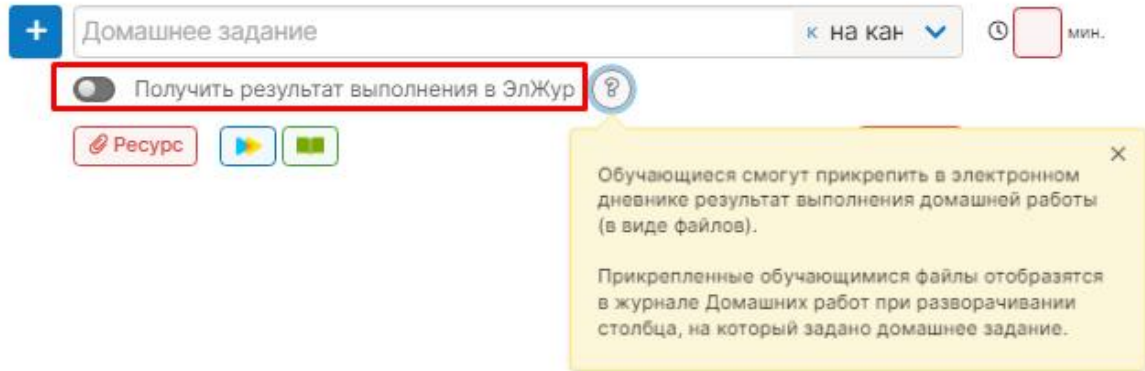 + Домашнее задание к на кан мин.
Получить результат выполнения в ЭлЖур ?
Ресурс
×
Обучающиеся смогут прикрепить в электронном
дневнике результат выполнения домашней работы
(в виде файлов).
Прикрепленные обучающимися файлы отобразятся
в журнале Домашних работ при разворачивании
столбца, на который задано домашнее задание.